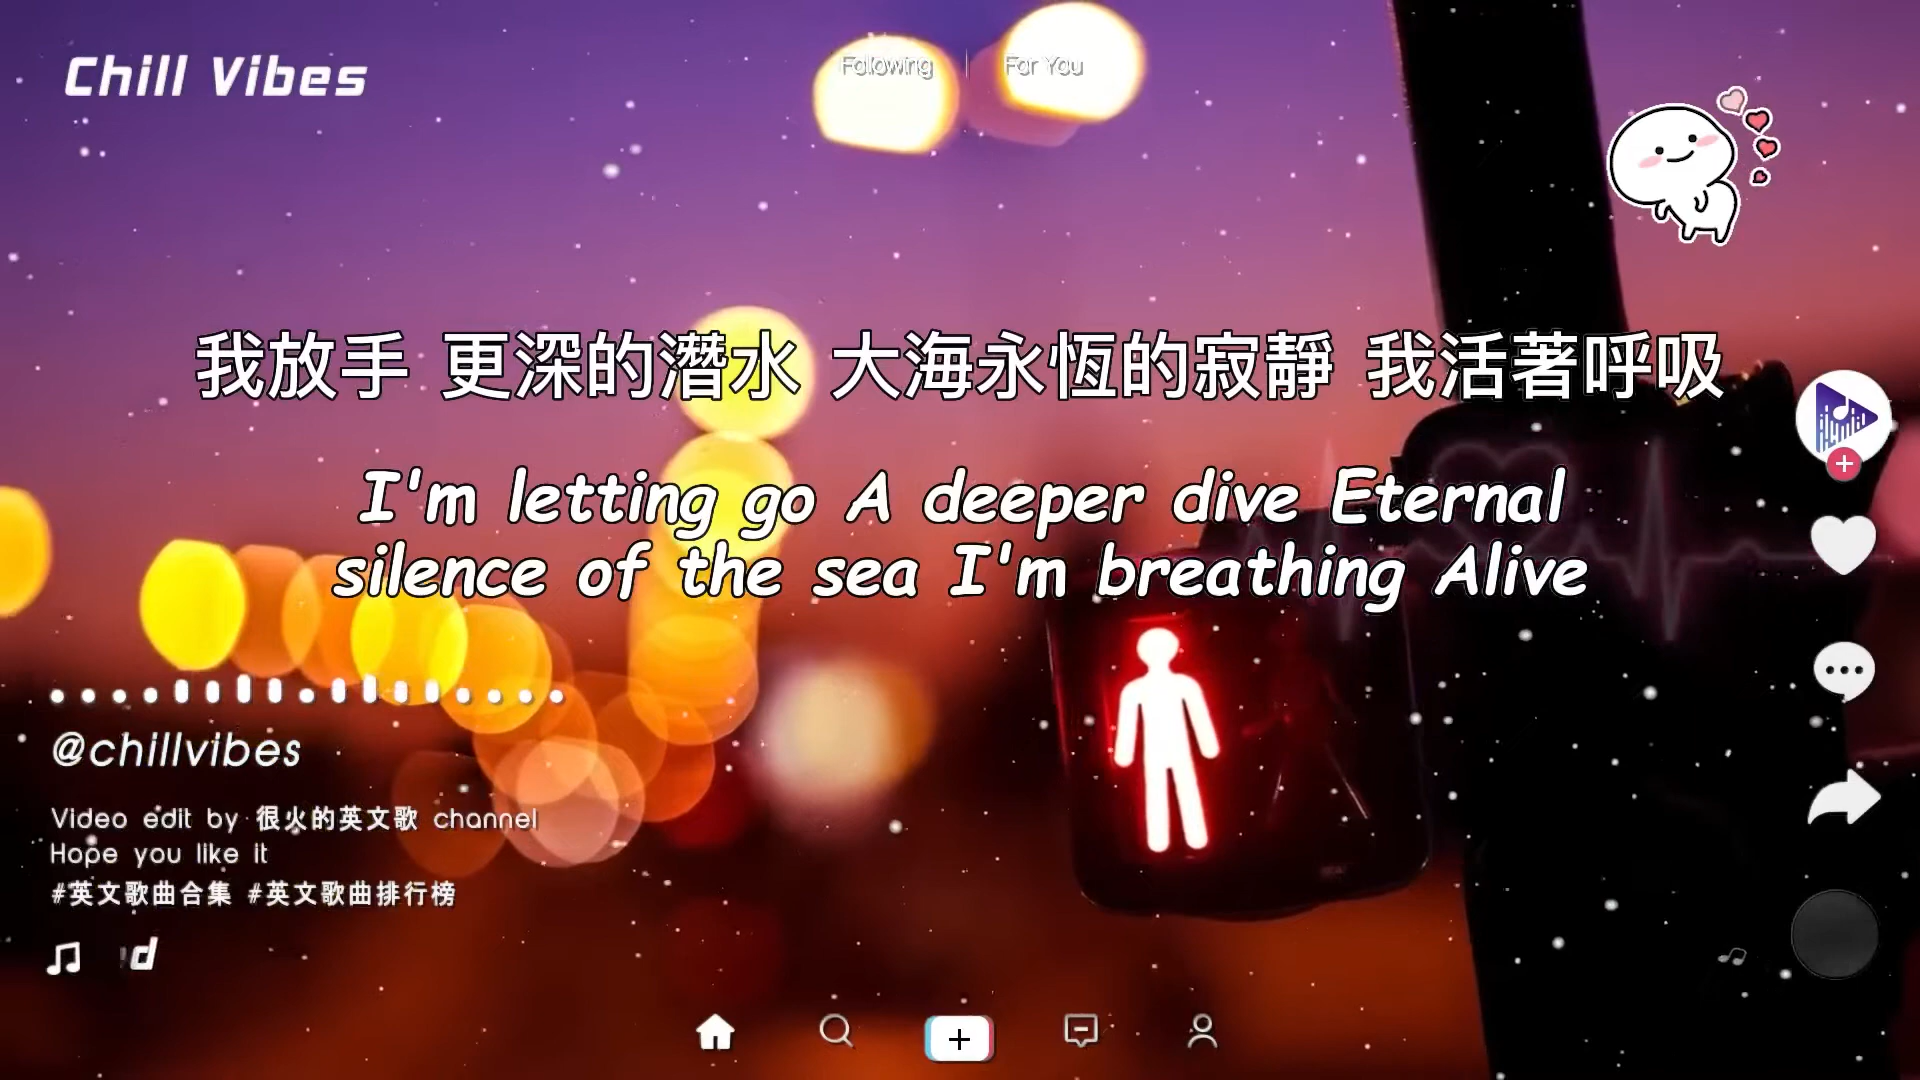 Chill Vibes
Following | For You
我放手 更深的潛水 大海永恆的寂靜 我活著呼吸
I'm letting go A deeper dive Eternal
silence of the sea I'm breathing Alive
@chillvibes
Video edit by 很火的英文歌 channel
Hope you like it
#英文歌曲合集 #英文歌曲排行榜
d